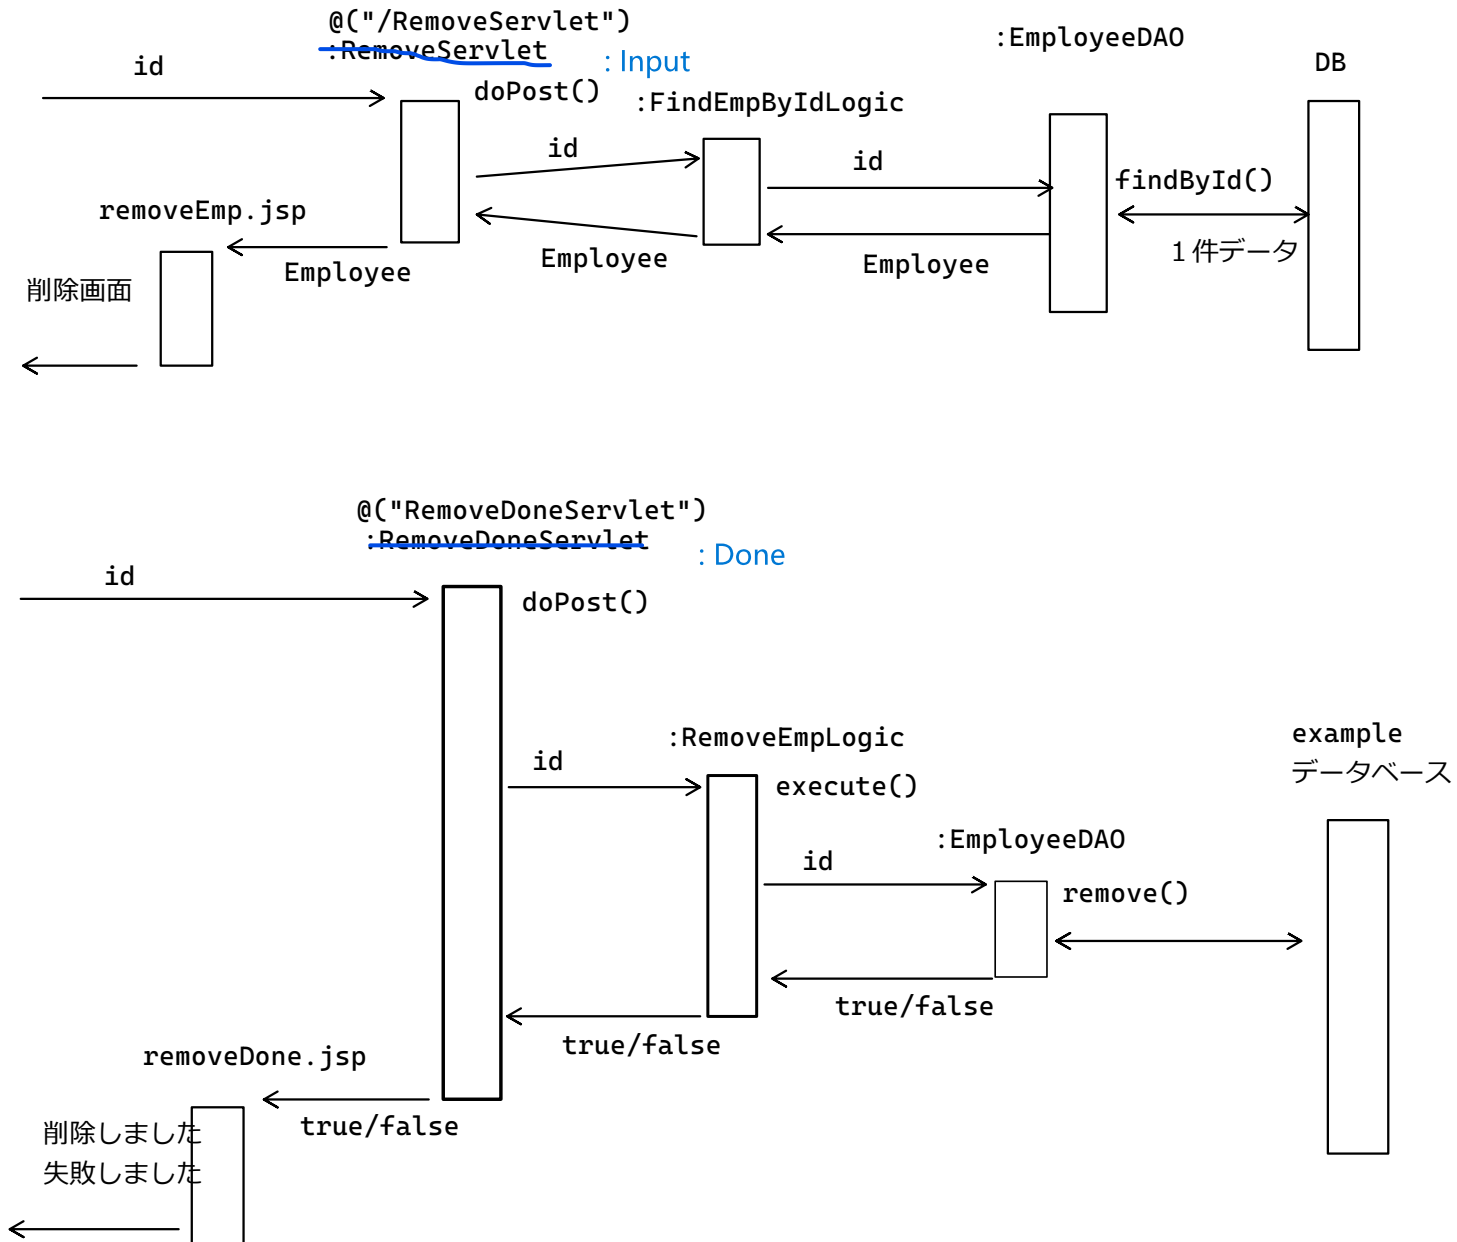 @("/RemoveServlet")
:RemoveServlet
: Input
:EmployeeDAO
DB
id
doPost()
:FindEmpByIdLogic
id
id
findById()
removeEmp.jsp
1件データ
Employee
Employee
Employee
削除画面
@("RemoveDoneServlet")
:RemoveDoneServlet
: Done
id
doPost()
:RemoveEmpLogic
example
データベース
id
execute()
:EmployeeDAO
id
remove()
true/false
true/false
removeDone.jsp
true/false
削除しました
失敗しました